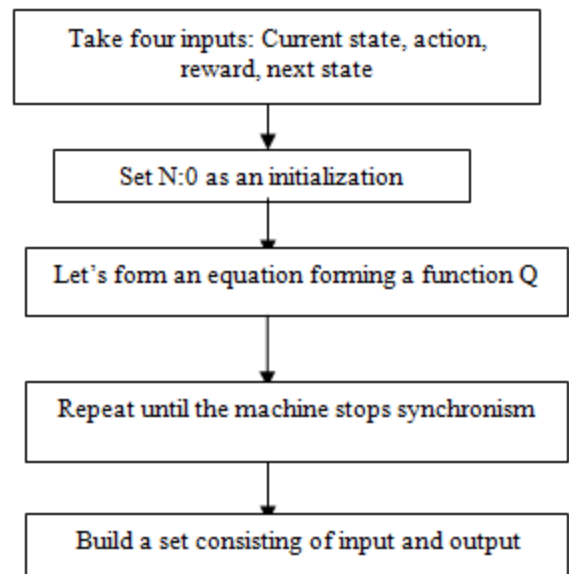 Take four inputs: Current state, action,
reward, next state
Set N:0 as an initialization
Let’s form an equation forming a function Q
Repeat until the machine stops synchronism
Build a set consisting of input and output